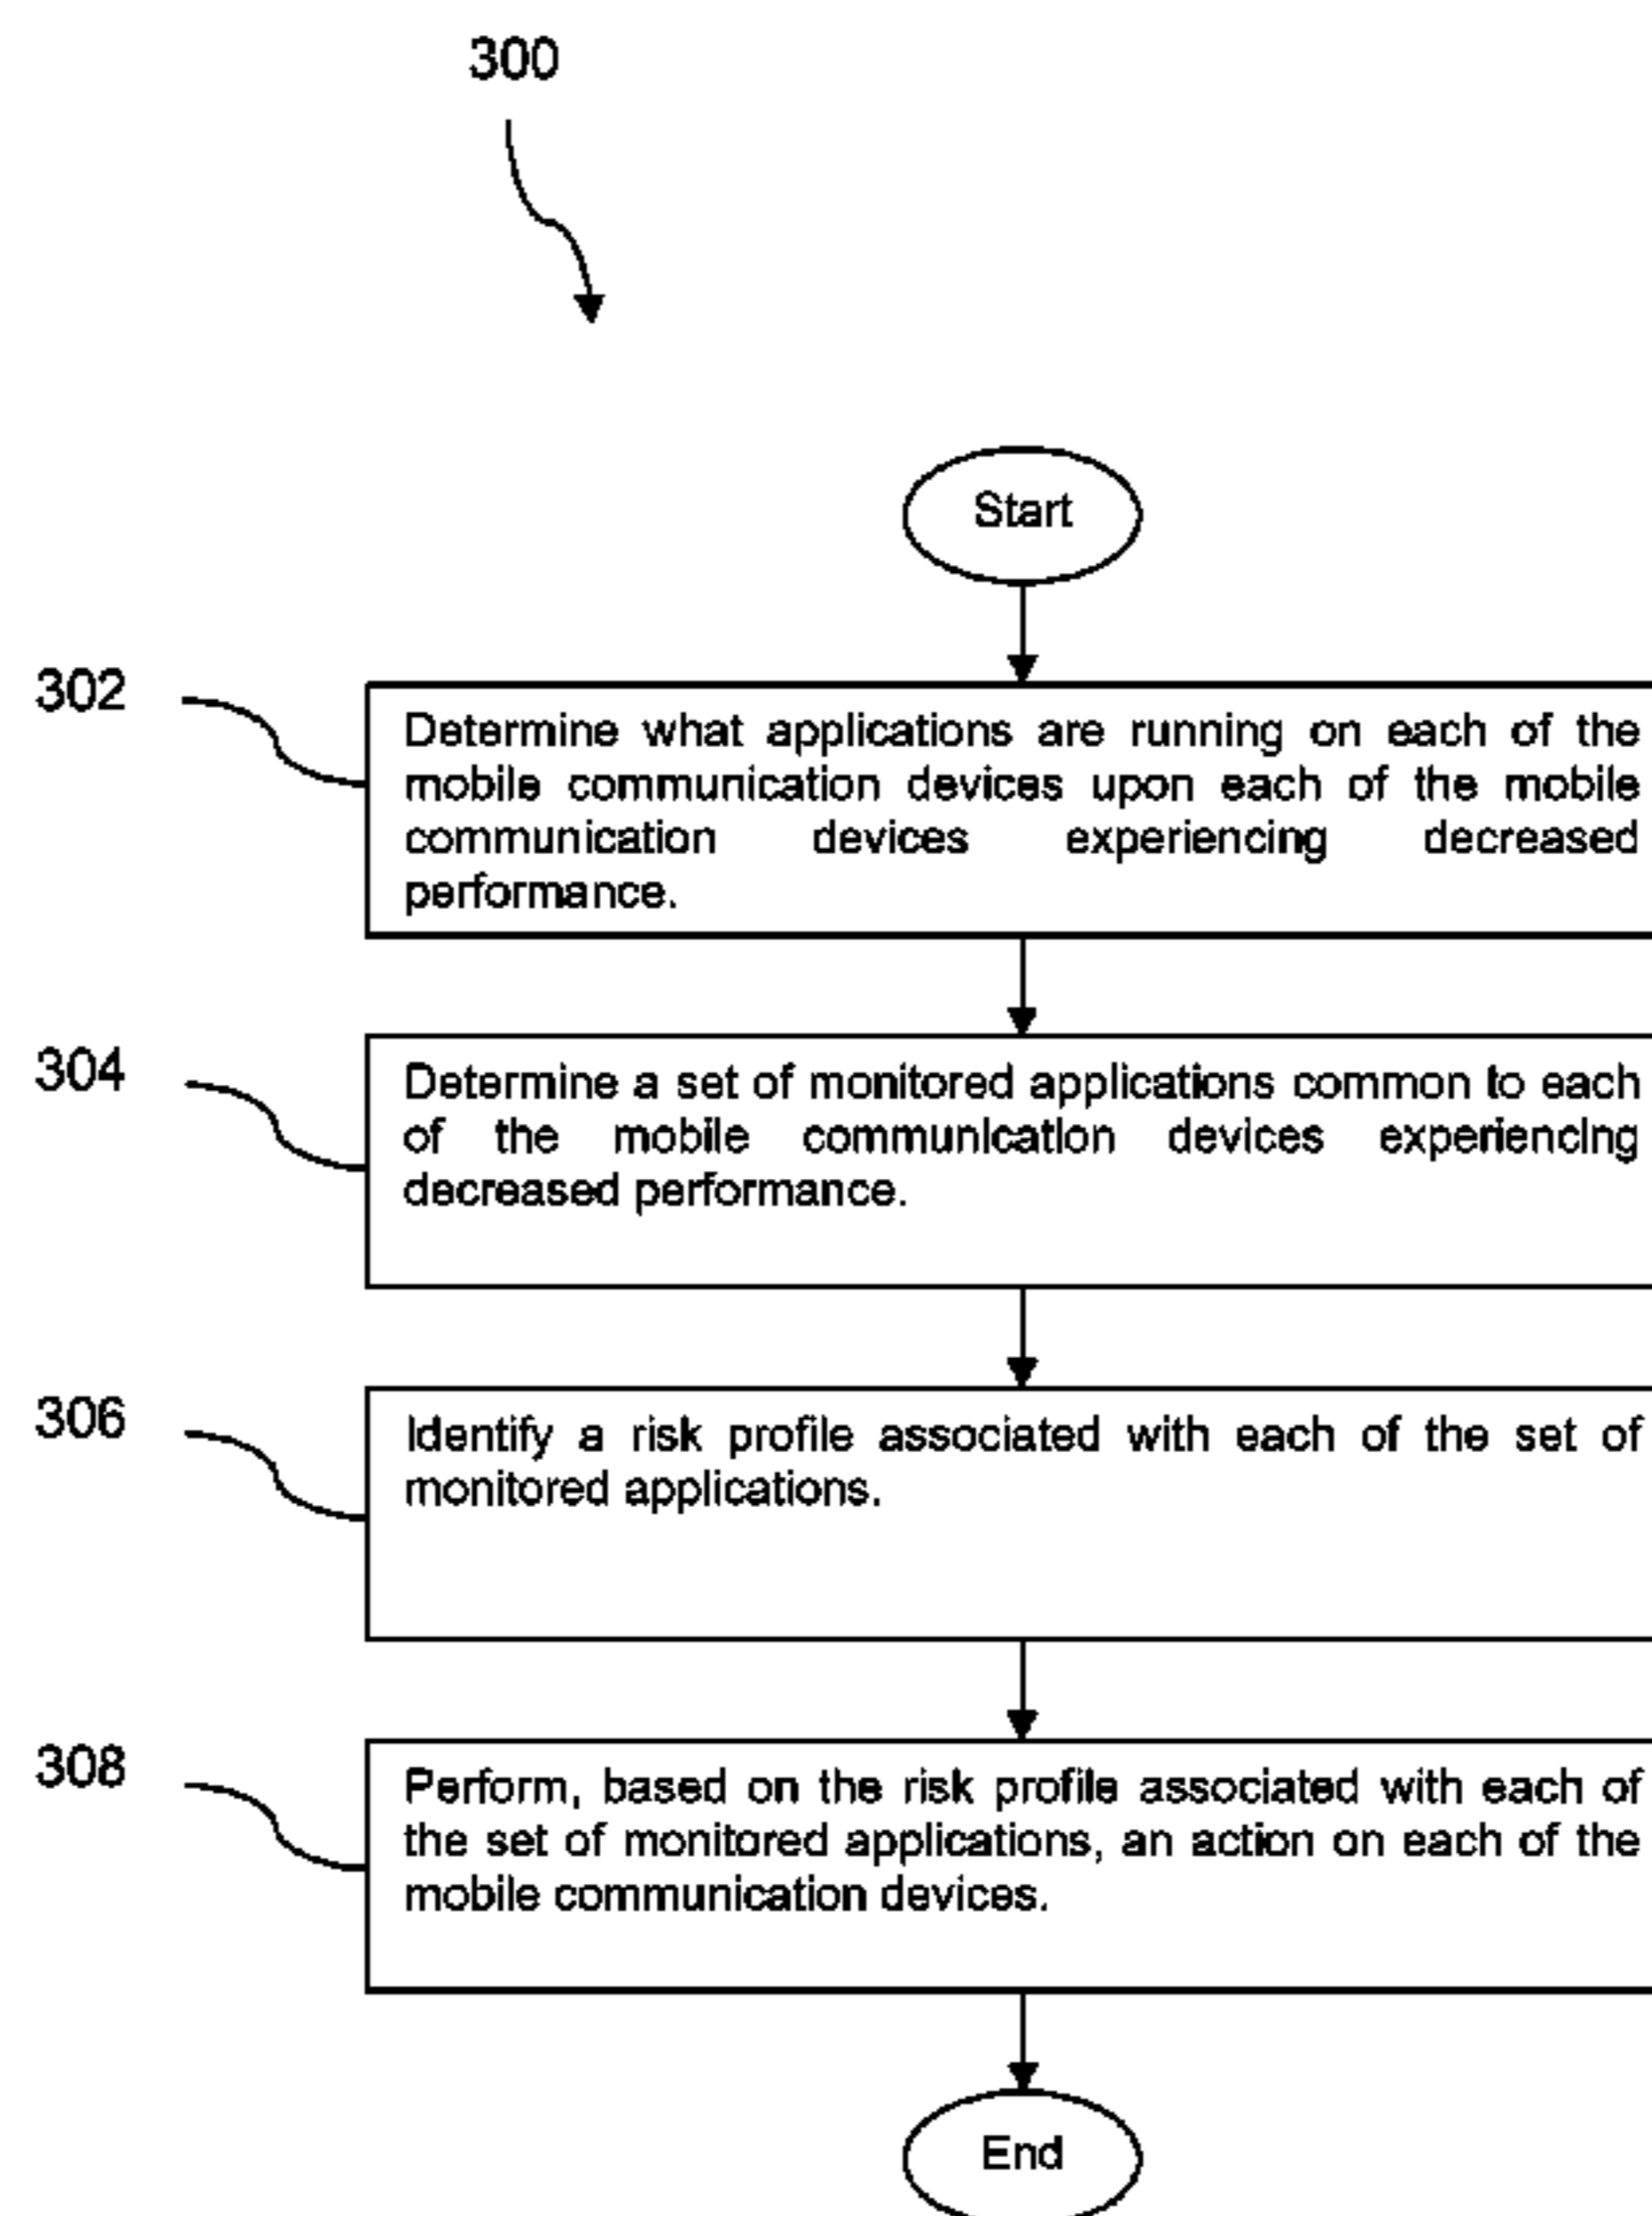 300
Start
302
Determine what applications are running on each of the
mobile communication devices upon each of the mobile
communication devices experiencing decreased
performance.
304
Determine a set of monitored applications common to each
of the mobile communication devices experiencing
decreased performance.
306
Identify a risk profile associated with each of the set of
monitored applications.
308
Perform, based on the risk profile associated with each of
the set of monitored applications, an action on each of the
mobile communication devices.
End